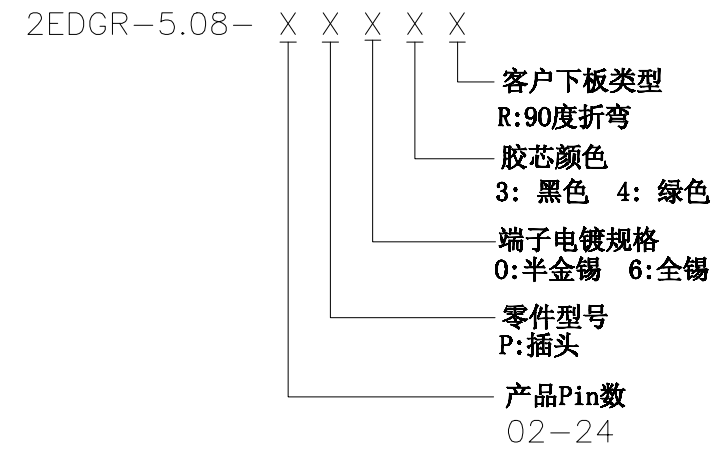 2EDGR-5.08- X X X X X
客户下板类型
R:90度折弯
胶芯颜色
3: 黑色 4: 绿色
端子电镀规格
0:半金锡 6:全锡
零件型号
P:插头
产品Pin数
02-24